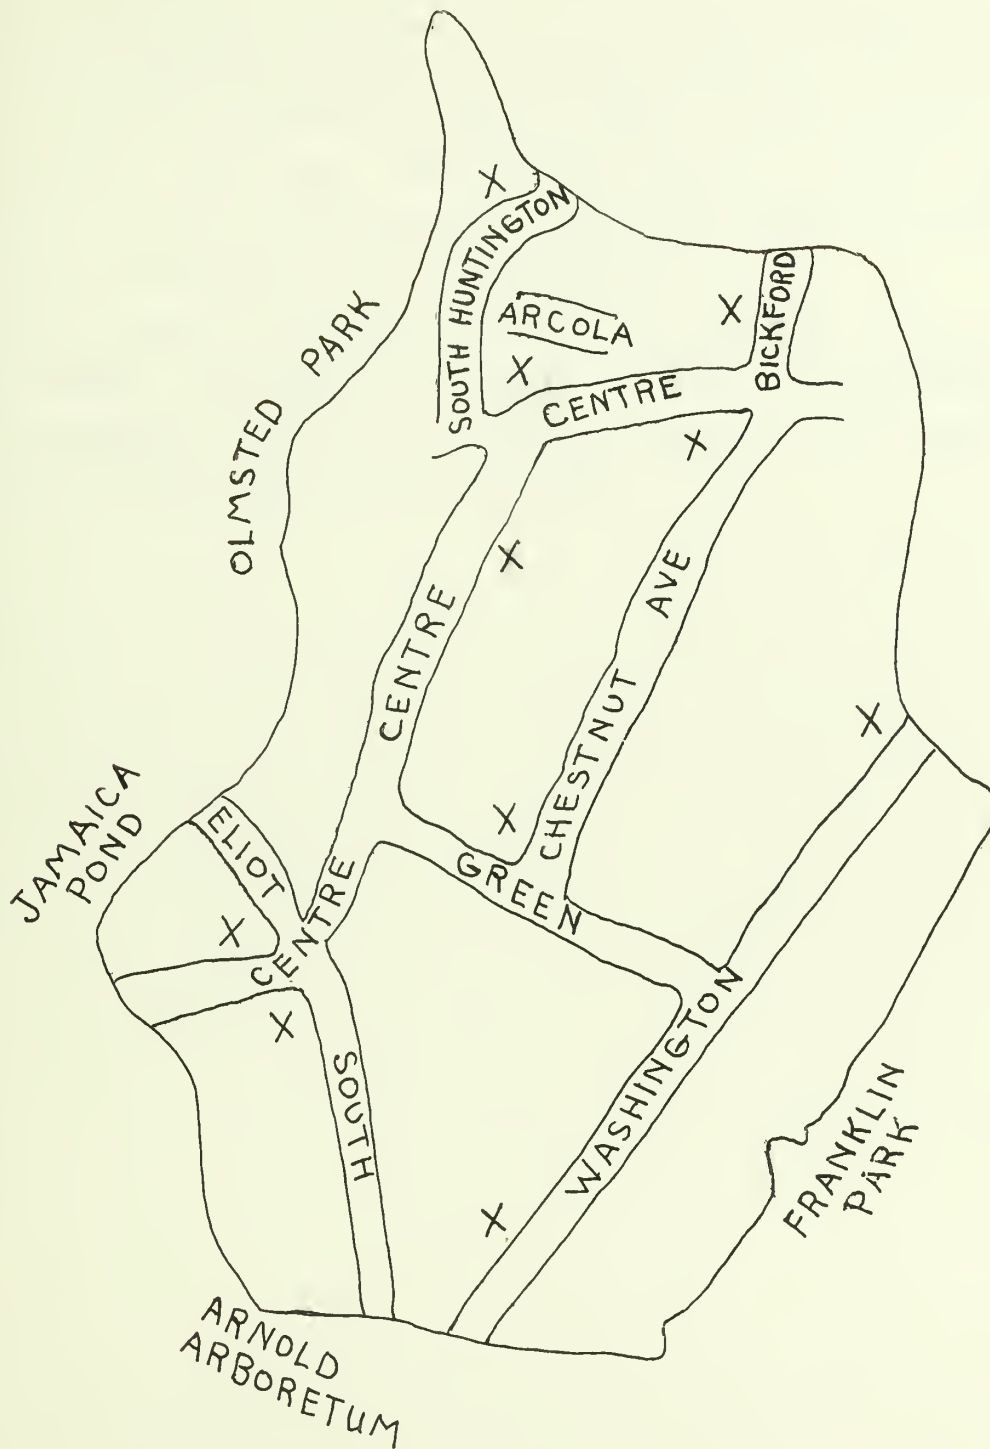 SOUTH HUNTINGTON
BICKFORD
ARCOLA
X
X
X
CENTRE
OLMSTED PARK
X
X
CENTRE
CHESTNUT AVE
X
X
JAMAICA
POND
ELIOT
GREEN
CENTRE
X
X
WASHINGTON
SOUTH
FRANKLIN
PARK
X
ARNOLD
ARBORETUM